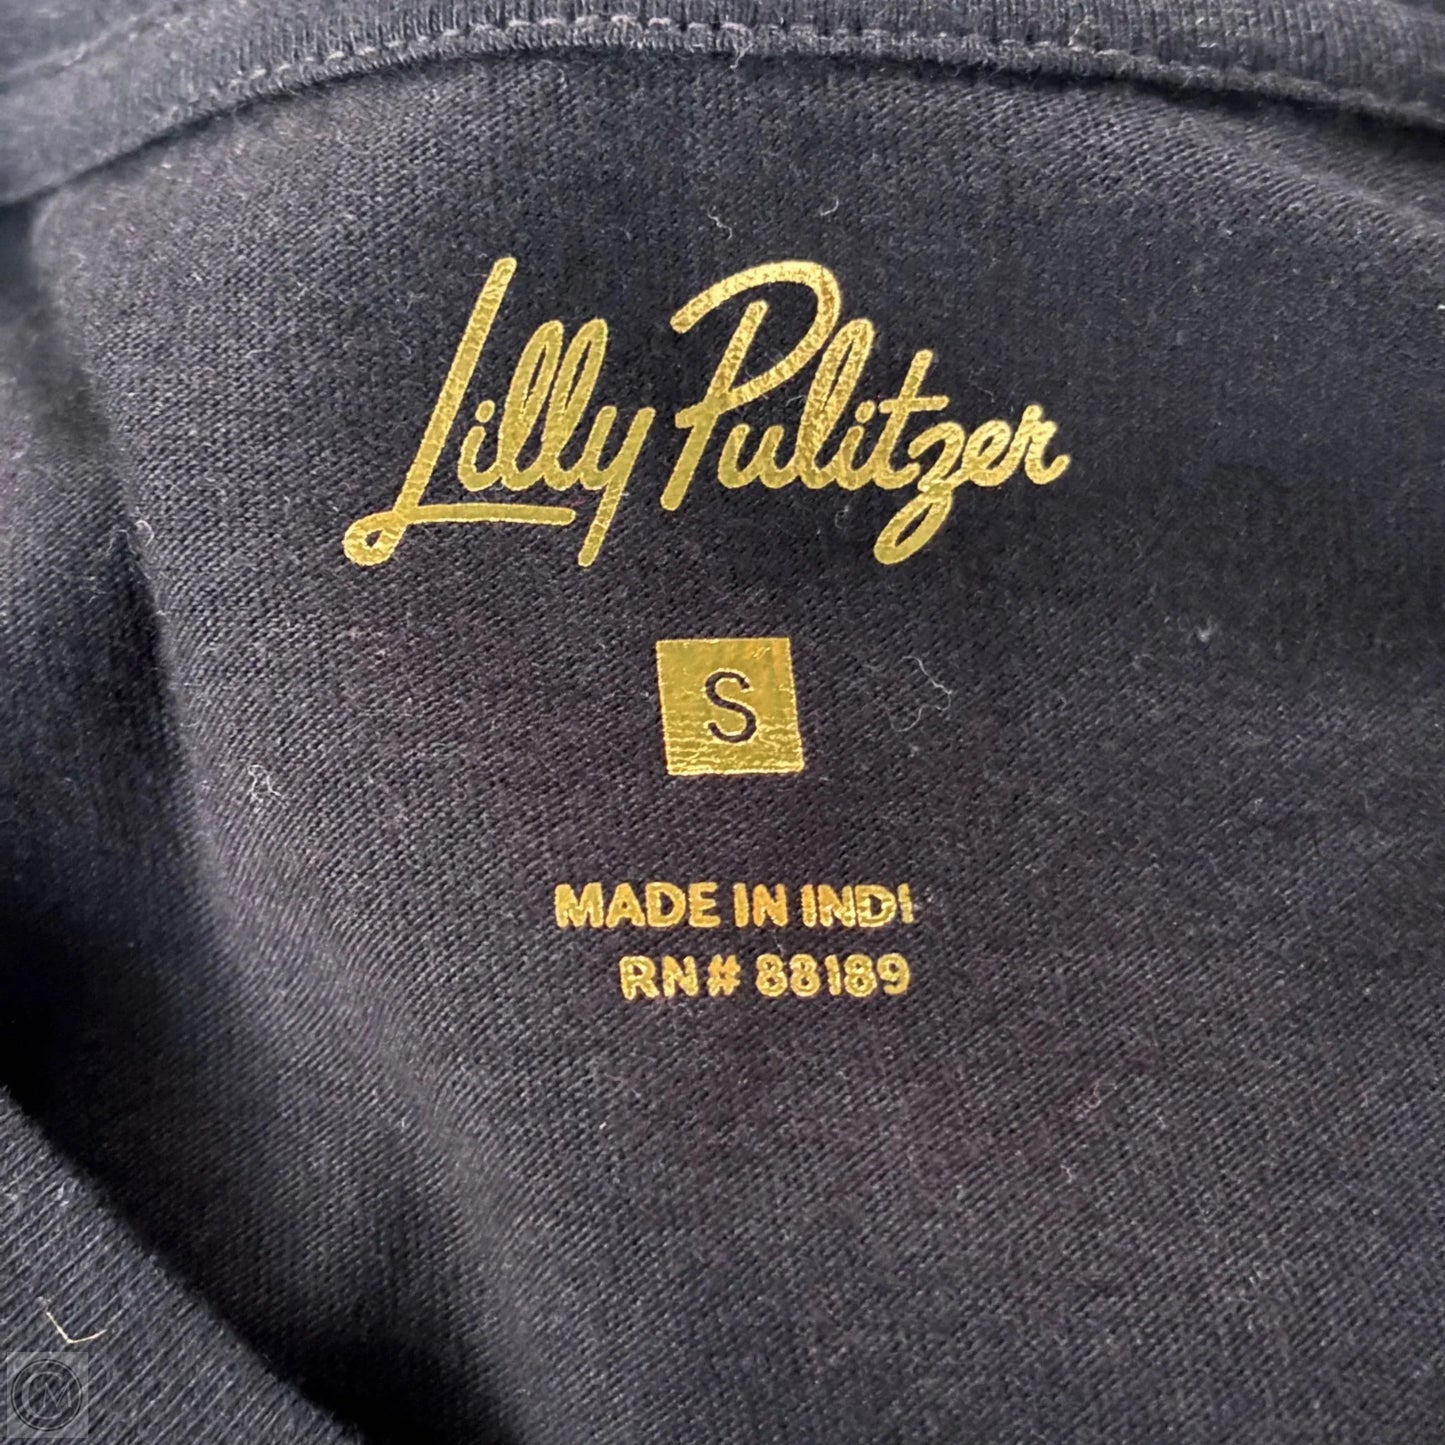 Lilly Pulitzer
S
MADE IN INDI
RN# 88189
M